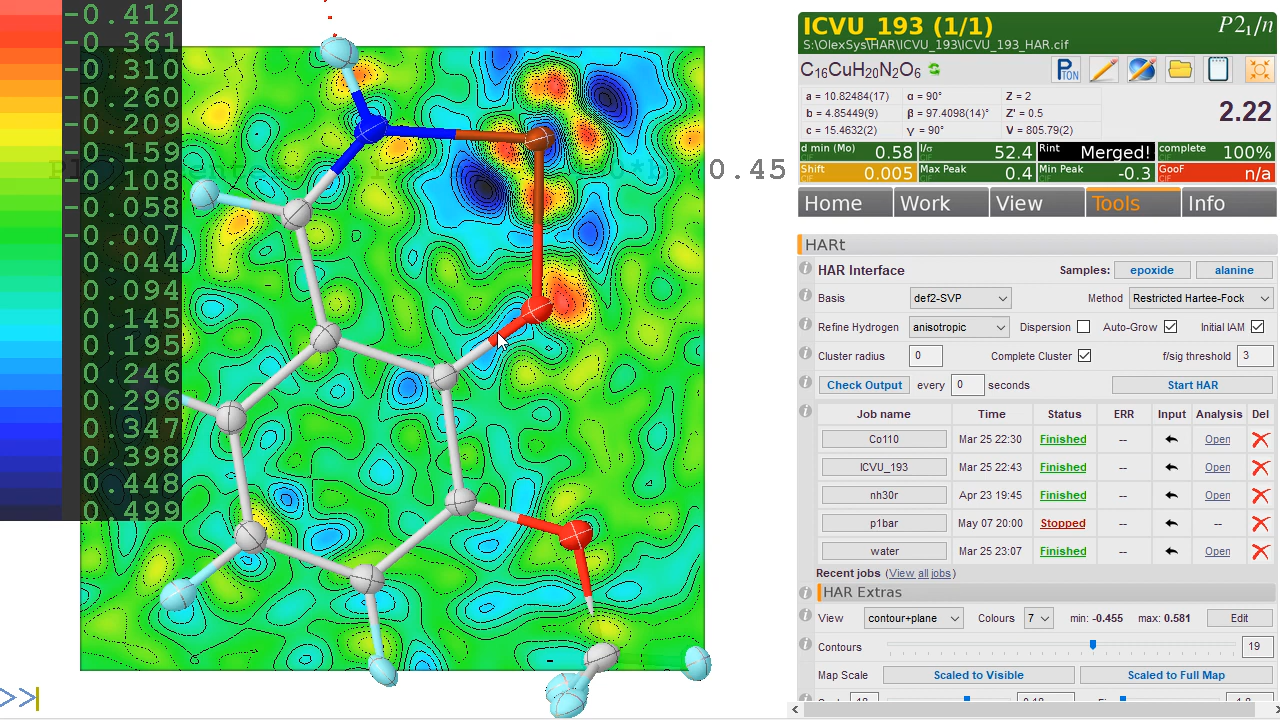 -0.412
-0.361
-0.310
-0.260
-0.209
-0.159
-0.108
-0.058
-0.007
0.044
0.094
0.145
0.195
0.246
0.296
0.347
0.448
0.499
0.45
>>
ICVU_193 (1/1)
P2₁/n
S:\OlexSys\HAR\ICVU_193\ICVU_193_HAR.cif
C₁₆CuH₂₀N₂O₆
PTON
a = 10.82484(17) α = 90° Z = 2
b = 4.85449(9) β = 97.4098(14)° Z' = 0.5
c = 15.4632(2) γ = 90° V = 805.79(2)
2.22
d min (Mo) 0.58 I/σ 52.4 Rint Merged! complete 100%
CIF CIF CIF
Shift 0.005 Max Peak 0.4 Min Peak -0.3 GooF n/a
CIF CIF CIF CIF
Home Work View Tools Info
HARt
HAR Interface Samples: epoxide alanine
Basis def2-SVP Method Restricted Hartee-Fock
Refine Hydrogen anisotropic Dispersion Auto-Grow Initial IAM
Cluster radius 0 Complete Cluster f/sig threshold 3
Check Output every 0 seconds Start HAR
Job name Time Status ERR Input Analysis Del
Co110 Mar 25 22:30 Finished -- Open
ICVU_193 Mar 25 22:43 Finished -- Open
nh30r Apr 23 19:45 Finished -- Open
p1bar May 07 20:00 Stopped -- --
water Mar 25 23:07 Finished -- Open
Recent jobs (View all jobs)
HAR Extras
View contour+plane Colours 7 min: -0.455 max: 0.581 Edit
Contours 19
Map Scale Scaled to Visible Scaled to Full Map